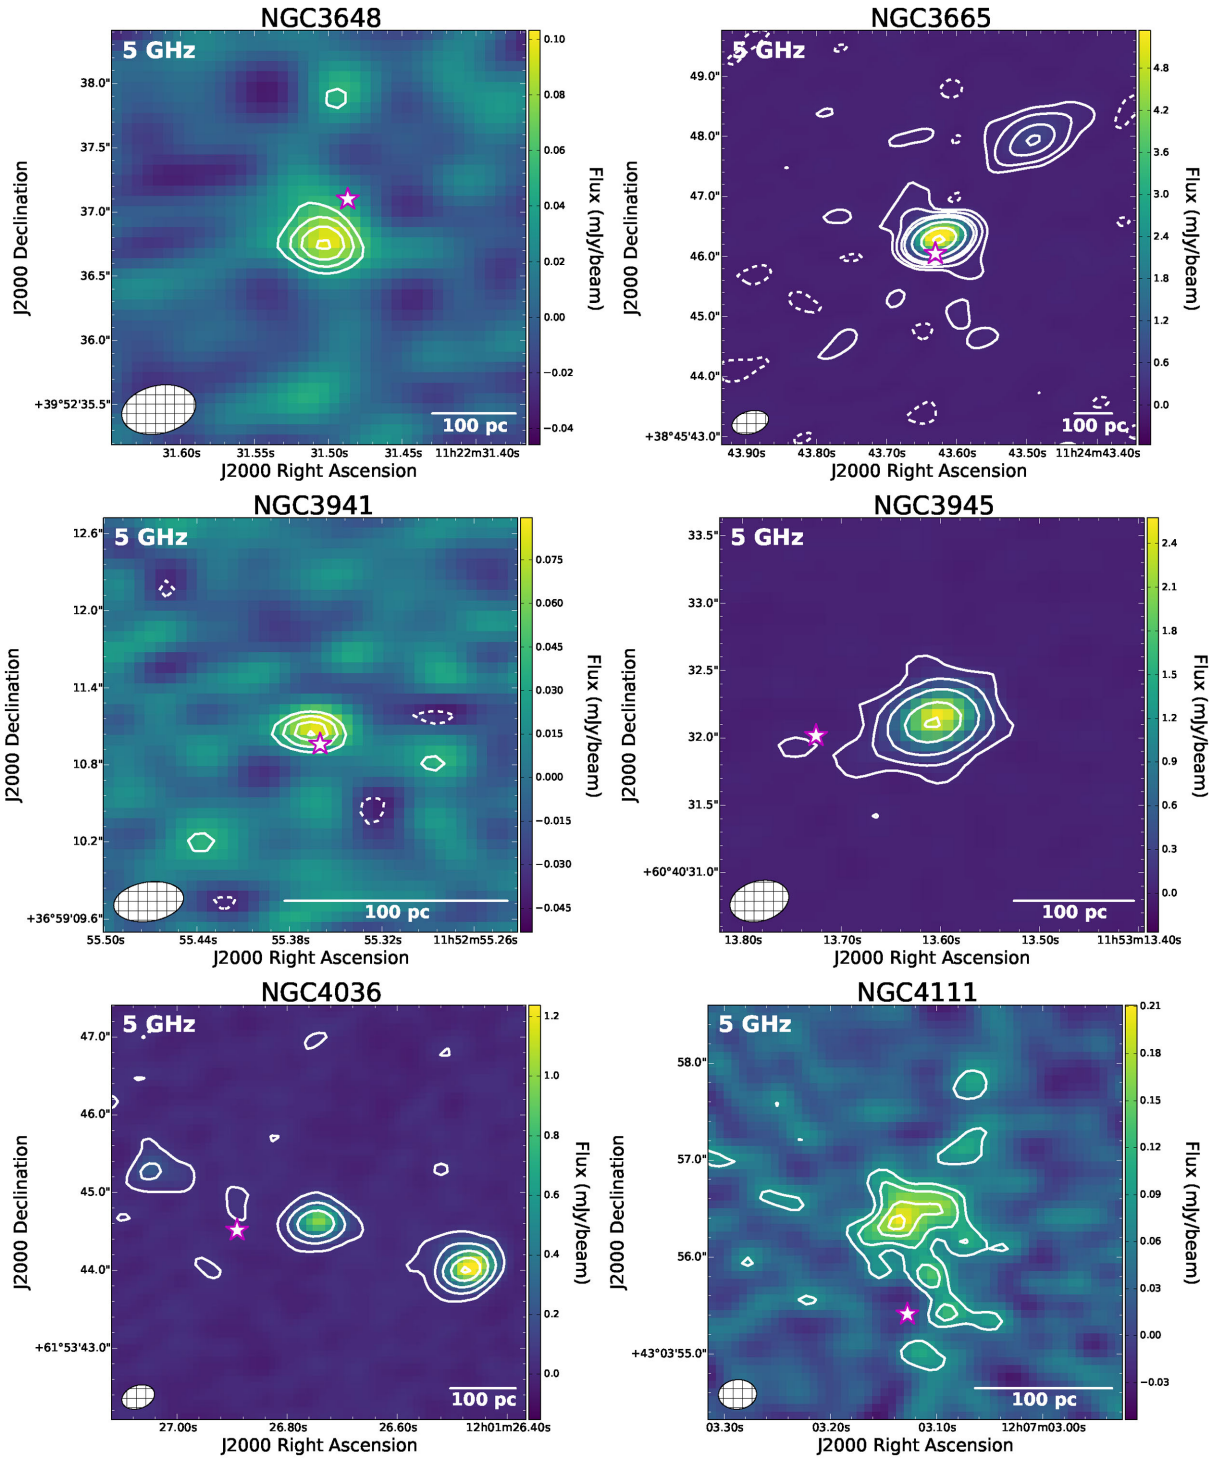 NGC3648
5 GHz
38.0"
37.5"
37.0"
36.5"
36.0"
+39°52'35.5"
J2000 Declination
31.60s 31.55s 31.50s 31.45s 11h22m31.40s
J2000 Right Ascension
100 pc
0.10
0.08
0.06
0.04
0.02
0.00
−0.02
−0.04
Flux (mJy/beam)
NGC3665
5 GHz
49.0"
48.0"
47.0"
46.0"
45.0"
44.0"
+38°45'43.0"
J2000 Declination
43.90s 43.80s 43.70s 43.60s 43.50s 11h24m43.40s
J2000 Right Ascension
100 pc
4.8
4.2
3.6
3.0
2.4
1.8
1.2
0.6
0.0
Flux (mJy/beam)
NGC3941
5 GHz
12.6"
12.0"
11.4"
10.8"
10.2"
+36°59'09.6"
J2000 Declination
55.50s 55.44s 55.38s 55.32s 11h52m55.26s
J2000 Right Ascension
100 pc
0.075
0.060
0.045
0.030
0.015
0.000
−0.015
−0.030
−0.045
Flux (mJy/beam)
NGC3945
5 GHz
33.5"
33.0"
32.5"
32.0"
31.5"
+60°40'31.0"
J2000 Declination
13.80s 13.70s 13.60s 13.50s 11h53m13.40s
J2000 Right Ascension
100 pc
2.4
2.1
1.8
1.5
1.2
0.9
0.6
0.3
0.0
Flux (mJy/beam)
NGC4036
5 GHz
47.0"
46.0"
45.0"
44.0"
+61°53'43.0"
J2000 Declination
27.00s 26.80s 26.60s 12h01m26.40s
J2000 Right Ascension
100 pc
1.2
1.0
0.8
0.6
0.4
0.2
0.0
Flux (mJy/beam)
NGC4111
5 GHz
58.0"
57.0"
56.0"
+43°03'55.0"
J2000 Declination
03.30s 03.20s 03.10s 12h07m03.00s
J2000 Right Ascension
100 pc
0.21
0.18
0.15
0.12
0.09
0.06
0.03
0.00
−0.03
Flux (mJy/beam)